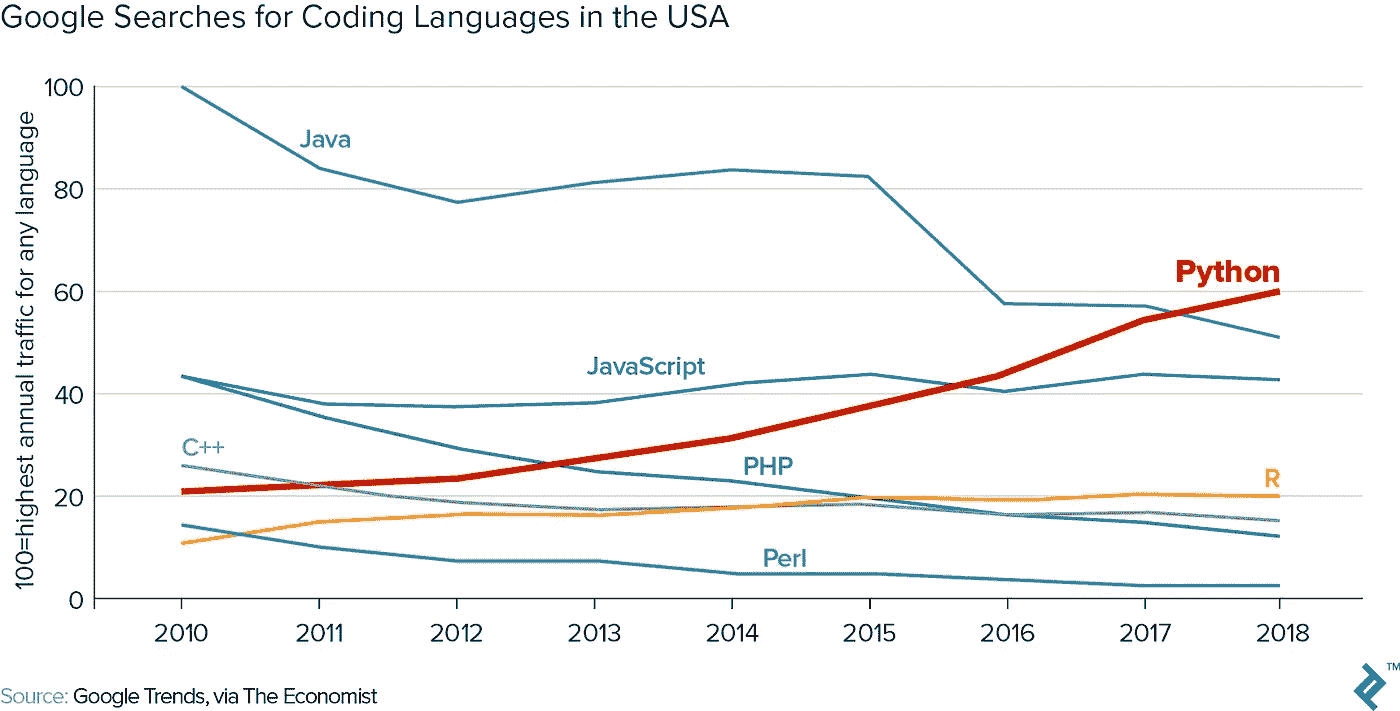 Google Searches for Coding Languages in the USA
100=highest annual traffic for any language
100
80
60
40
20
0
Java
Python
JavaScript
C++
PHP
R
Perl
2010 2011 2012 2013 2014 2015 2016 2017 2018
Source: Google Trends, via The Economist
TM